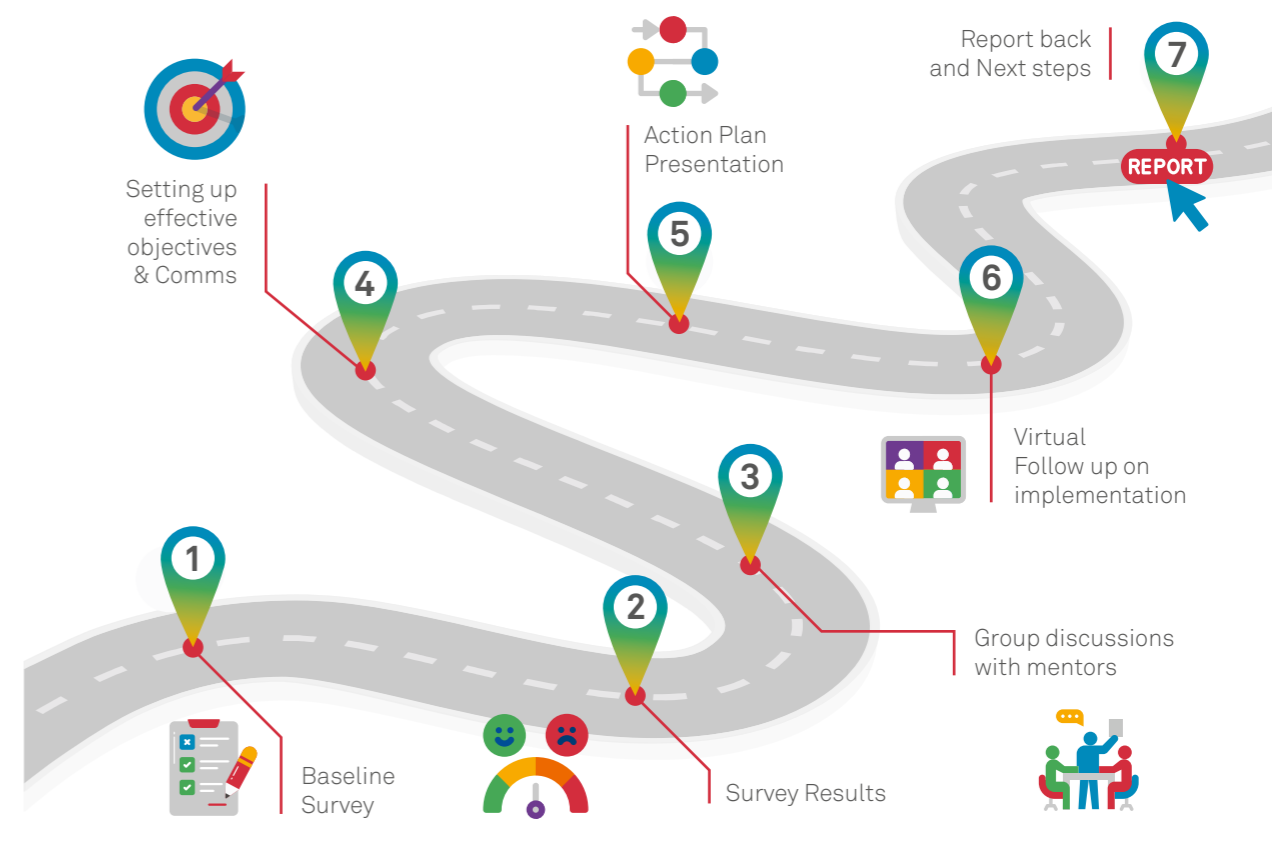 1
Baseline
Survey
2
Survey Results
3
Group discussions
with mentors
4
Setting up
effective
objectives
& Comms
5
Action Plan
Presentation
6
Virtual
Follow up on
implementation
7
Report back
and Next steps
REPORT